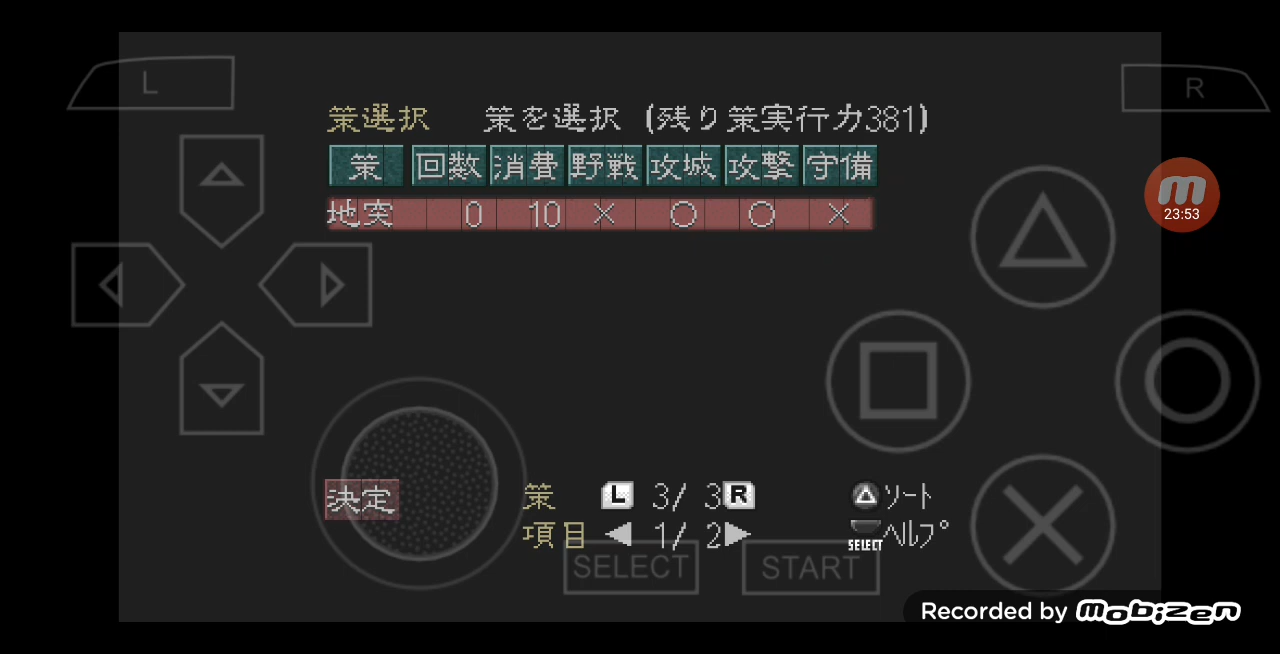 L
R
策選択 策を選択 (残り策実行力381)
策 回数 消費 野戦 攻城 攻撃 守備
地実 0 10 × ○ ○ ×
23:53
決定
策 L 3/ 3 R
ソート
項目 1/ 2
SELECT ヘルプ
SELECT
START
Recorded by mobizen